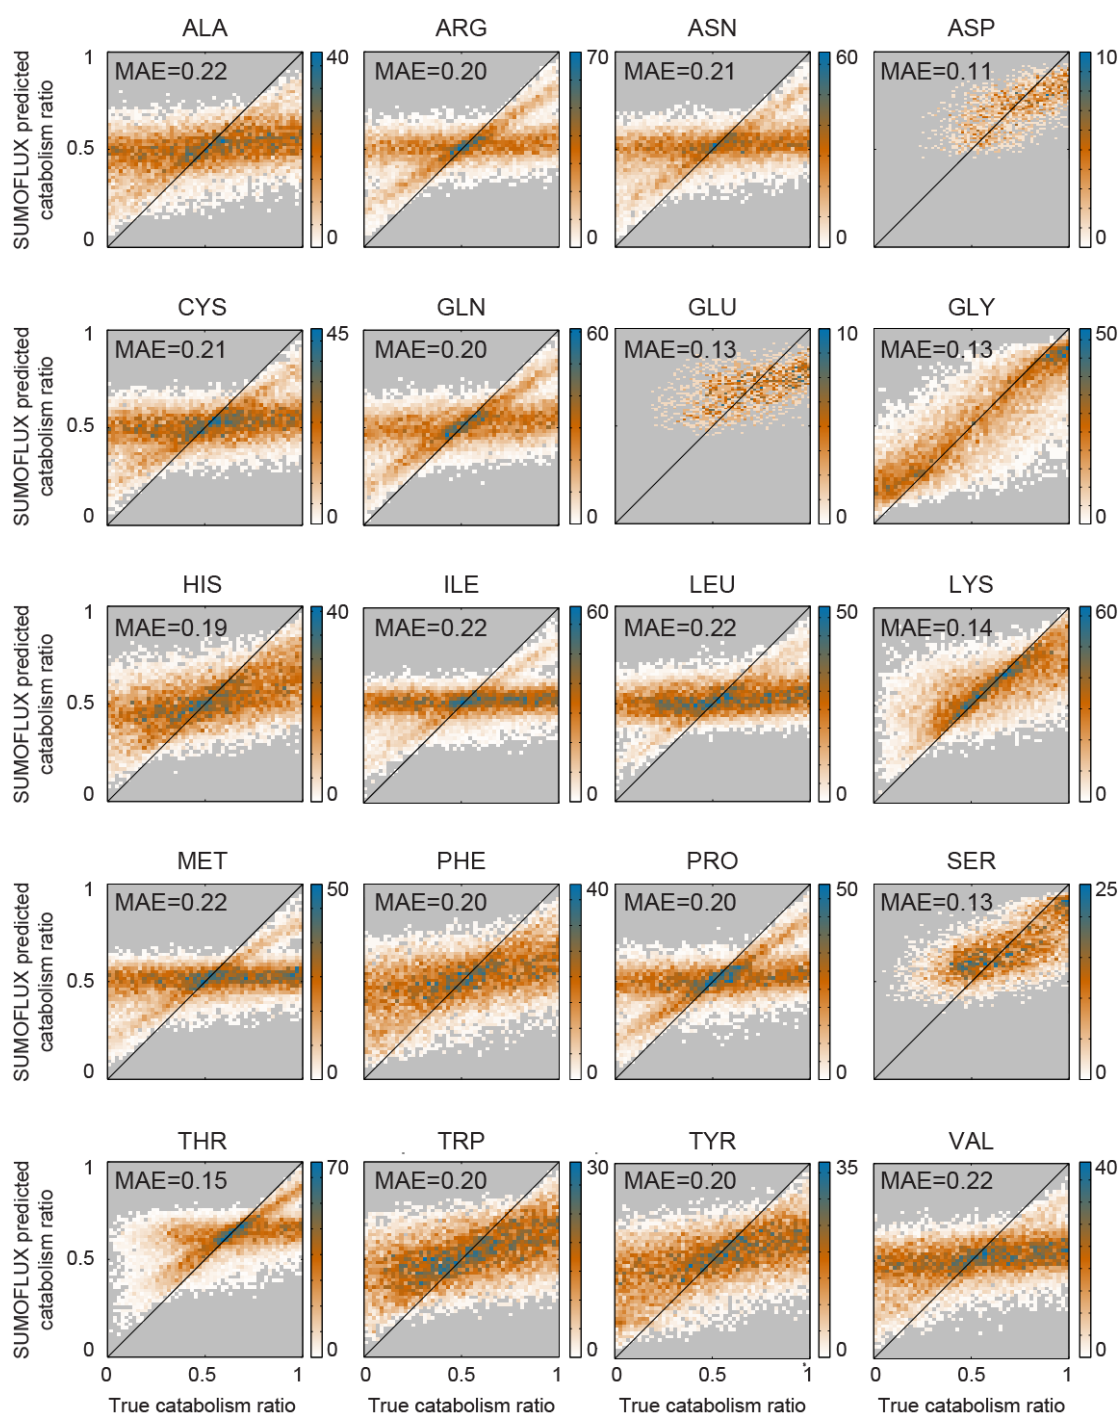 ALA ARG ASN ASP
1 40 70 60 10
MAE=0.22 MAE=0.20 MAE=0.21 MAE=0.11
SUMOFLUX predicted
catabolism ratio
0.5
0 0 0 0 0
CYS GLN GLU GLY
1 45 60 10 50
MAE=0.21 MAE=0.20 MAE=0.13 MAE=0.13
SUMOFLUX predicted
catabolism ratio
0.5
0 0 0 0 0
HIS ILE LEU LYS
1 40 60 50 60
MAE=0.19 MAE=0.22 MAE=0.22 MAE=0.14
SUMOFLUX predicted
catabolism ratio
0.5
0 0 0 0 0
MET PHE PRO SER
1 50 40 50 25
MAE=0.22 MAE=0.20 MAE=0.20 MAE=0.13
SUMOFLUX predicted
catabolism ratio
0.5
0 0 0 0 0
THR TRP TYR VAL
1 70 30 35 40
MAE=0.15 MAE=0.20 MAE=0.20 MAE=0.22
SUMOFLUX predicted
catabolism ratio
0.5
0 0 0 0 0
0 0.5 1 0 0.5 1 0 0.5 1 0 0.5 1
True catabolism ratio True catabolism ratio True catabolism ratio True catabolism ratio